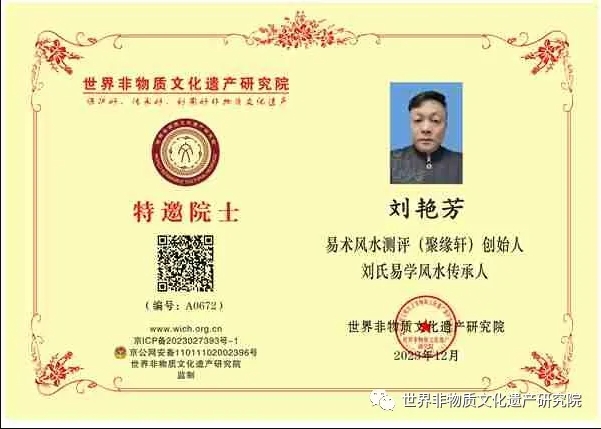 世界非物质文化遗产研究院
保护好、传承好、利用好非物质文化遗产
特邀院士
（编号：A0672）
www.wich.org.cn
京ICP备2023027393号-1
京公网安备11011102002396号
世界非物质文化遗产研究院
监制
刘艳芳
易术风水测评（聚缘轩）创始人
刘氏易学风水传承人
世界非物质文化遗产研究院
2023年12月
世界非物质文化遗产研究院